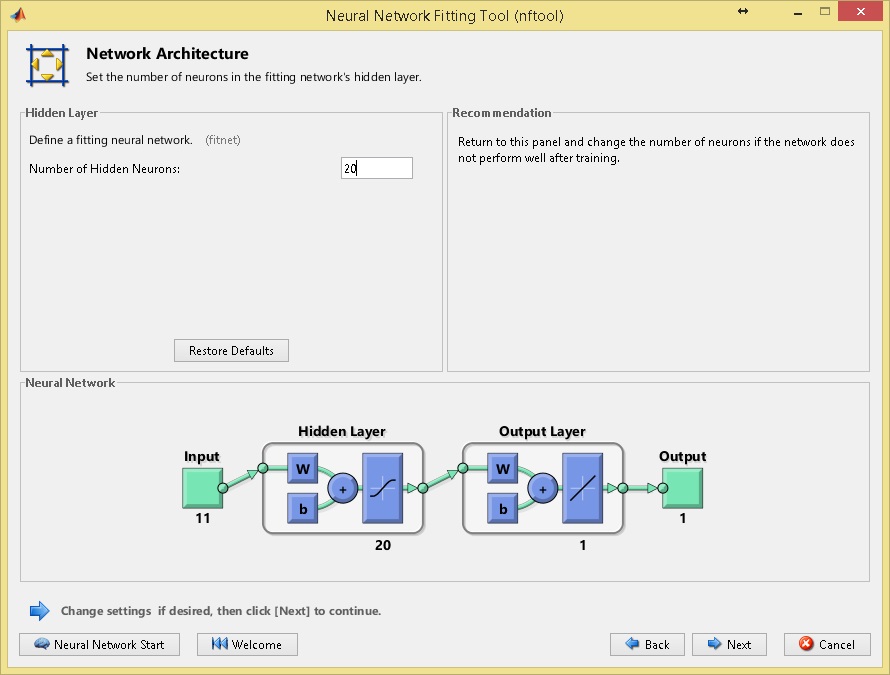 Neural Network Fitting Tool (nftool)
Network Architecture
Set the number of neurons in the fitting network's hidden layer.
Hidden Layer
Define a fitting neural network. (fitnet)
Number of Hidden Neurons: 20
Restore Defaults
Recommendation
Return to this panel and change the number of neurons if the network does
not perform well after training.
Neural Network
Hidden Layer
Output Layer
Input
W
W
Output
+
+
b
b
11
1
20
1
Change settings if desired, then click [Next] to continue.
Neural Network Start
Welcome
Back
Next
Cancel